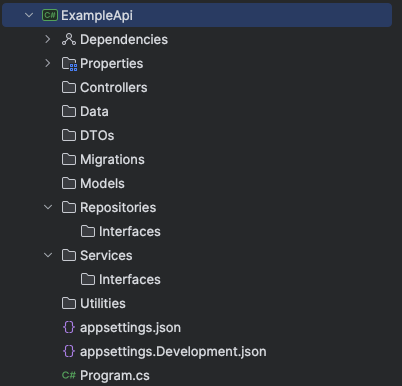 C# ExampleApi
Dependencies
Properties
Controllers
Data
DTOs
Migrations
Models
Repositories
Interfaces
Services
Interfaces
Utilities
{} appsettings.json
{} appsettings.Development.json
C# Program.cs